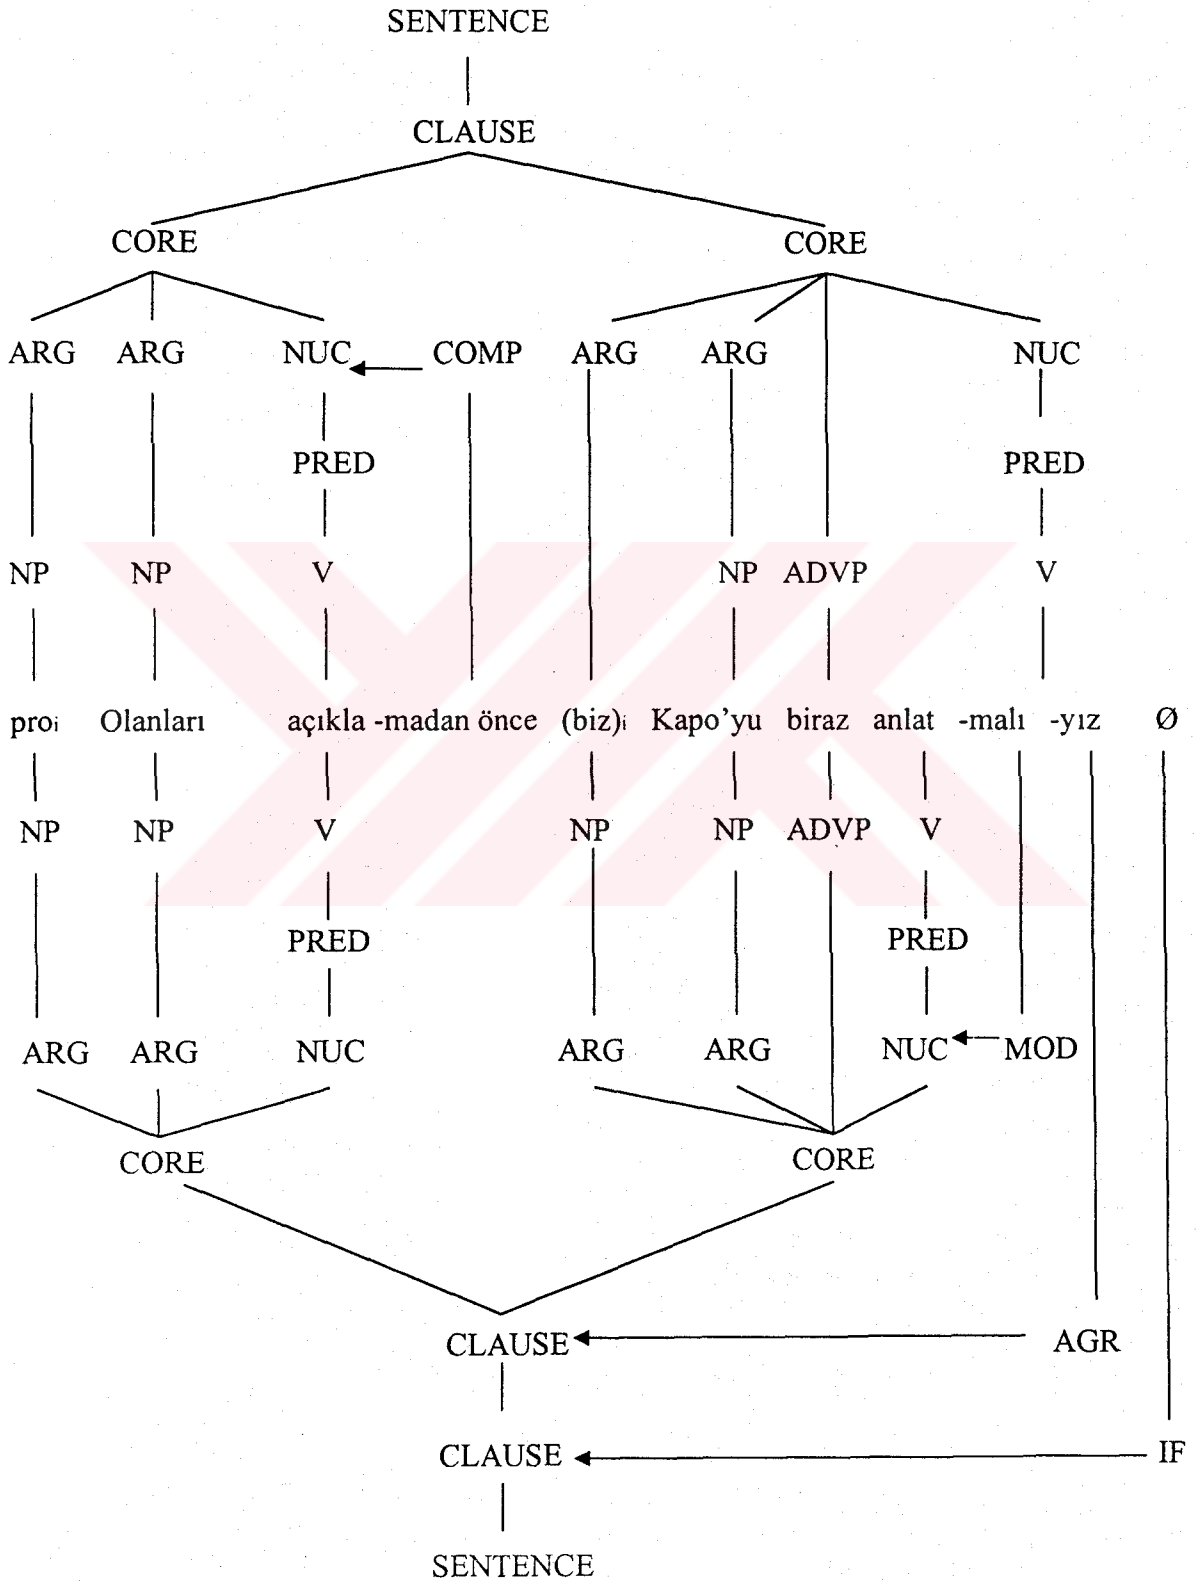 SENTENCE
CLAUSE
CORE CORE
ARG ARG NUC COMP ARG ARG NUC
PRED PRED
NP NP V NP ADVP V
proi Olanları açıkla -madan önce (biz)i Kapo'yu biraz anlat -malı -yız Ø
NP NP V NP NP ADVP V
PRED PRED
ARG ARG NUC ARG ARG NUC MOD
CORE CORE
CLAUSE AGR
CLAUSE IF
SENTENCE